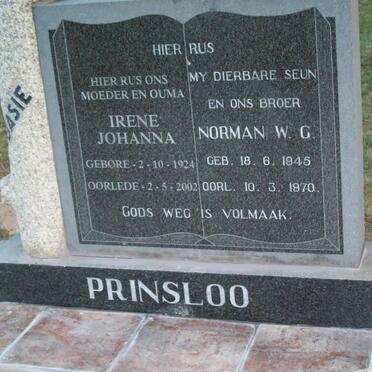 HIER RUS
HIER RUS ONS
MOEDER EN OUMA
IRENE
JOHANNA
GEBORE - 2 - 10 - 1924
OORLEDE - 2 - 5 - 2002
MY DIERBARE SEUN
EN ONS BROER
NORMAN W. G.
GEB. 18. 6. 1945
OORL. 10. 3. 1970.
GODS WEG IS VOLMAAK.
PRINSLOO